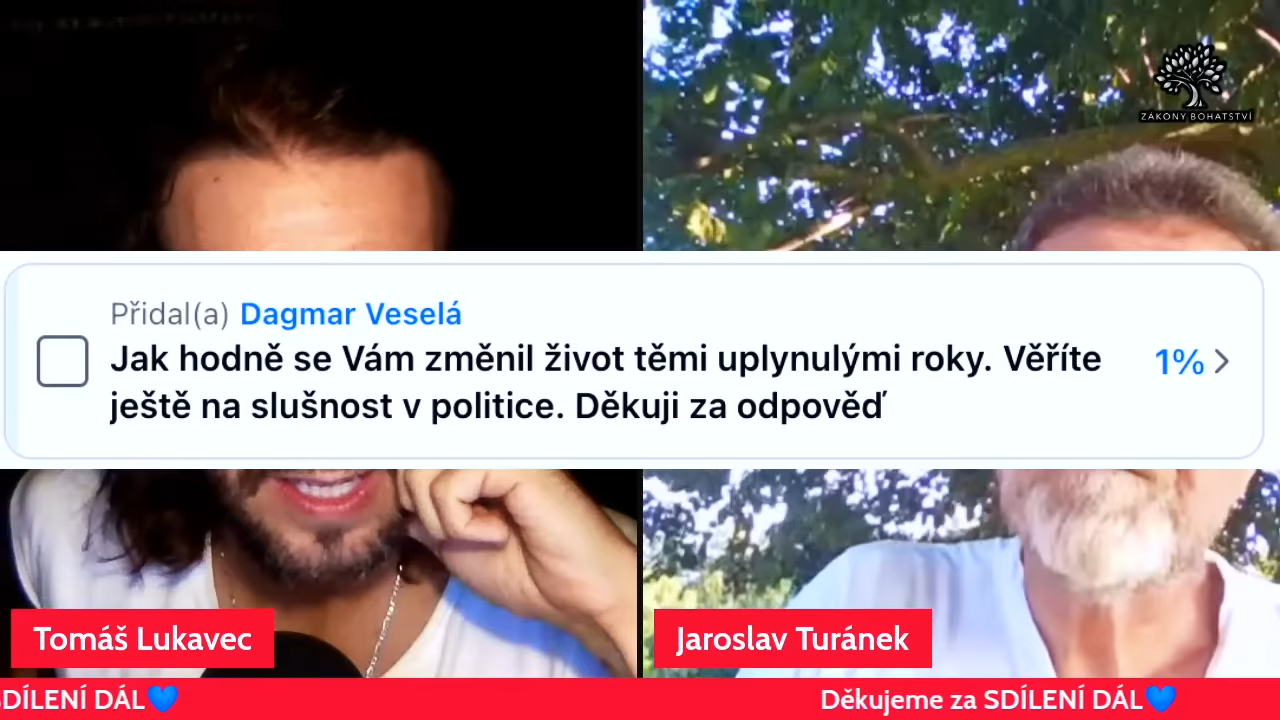 ZÁKONY BOHATSTVÍ
Přidal(a) Dagmar Veselá
Jak hodně se Vám změnil život těmi uplynulými roky. Věříte
ještě na slušnost v politice. Děkuji za odpověď
1%
Tomáš Lukavec
Jaroslav Turánek
SDÍLENÍ DÁL💙
Děkujeme za SDÍLENÍ DÁL💙